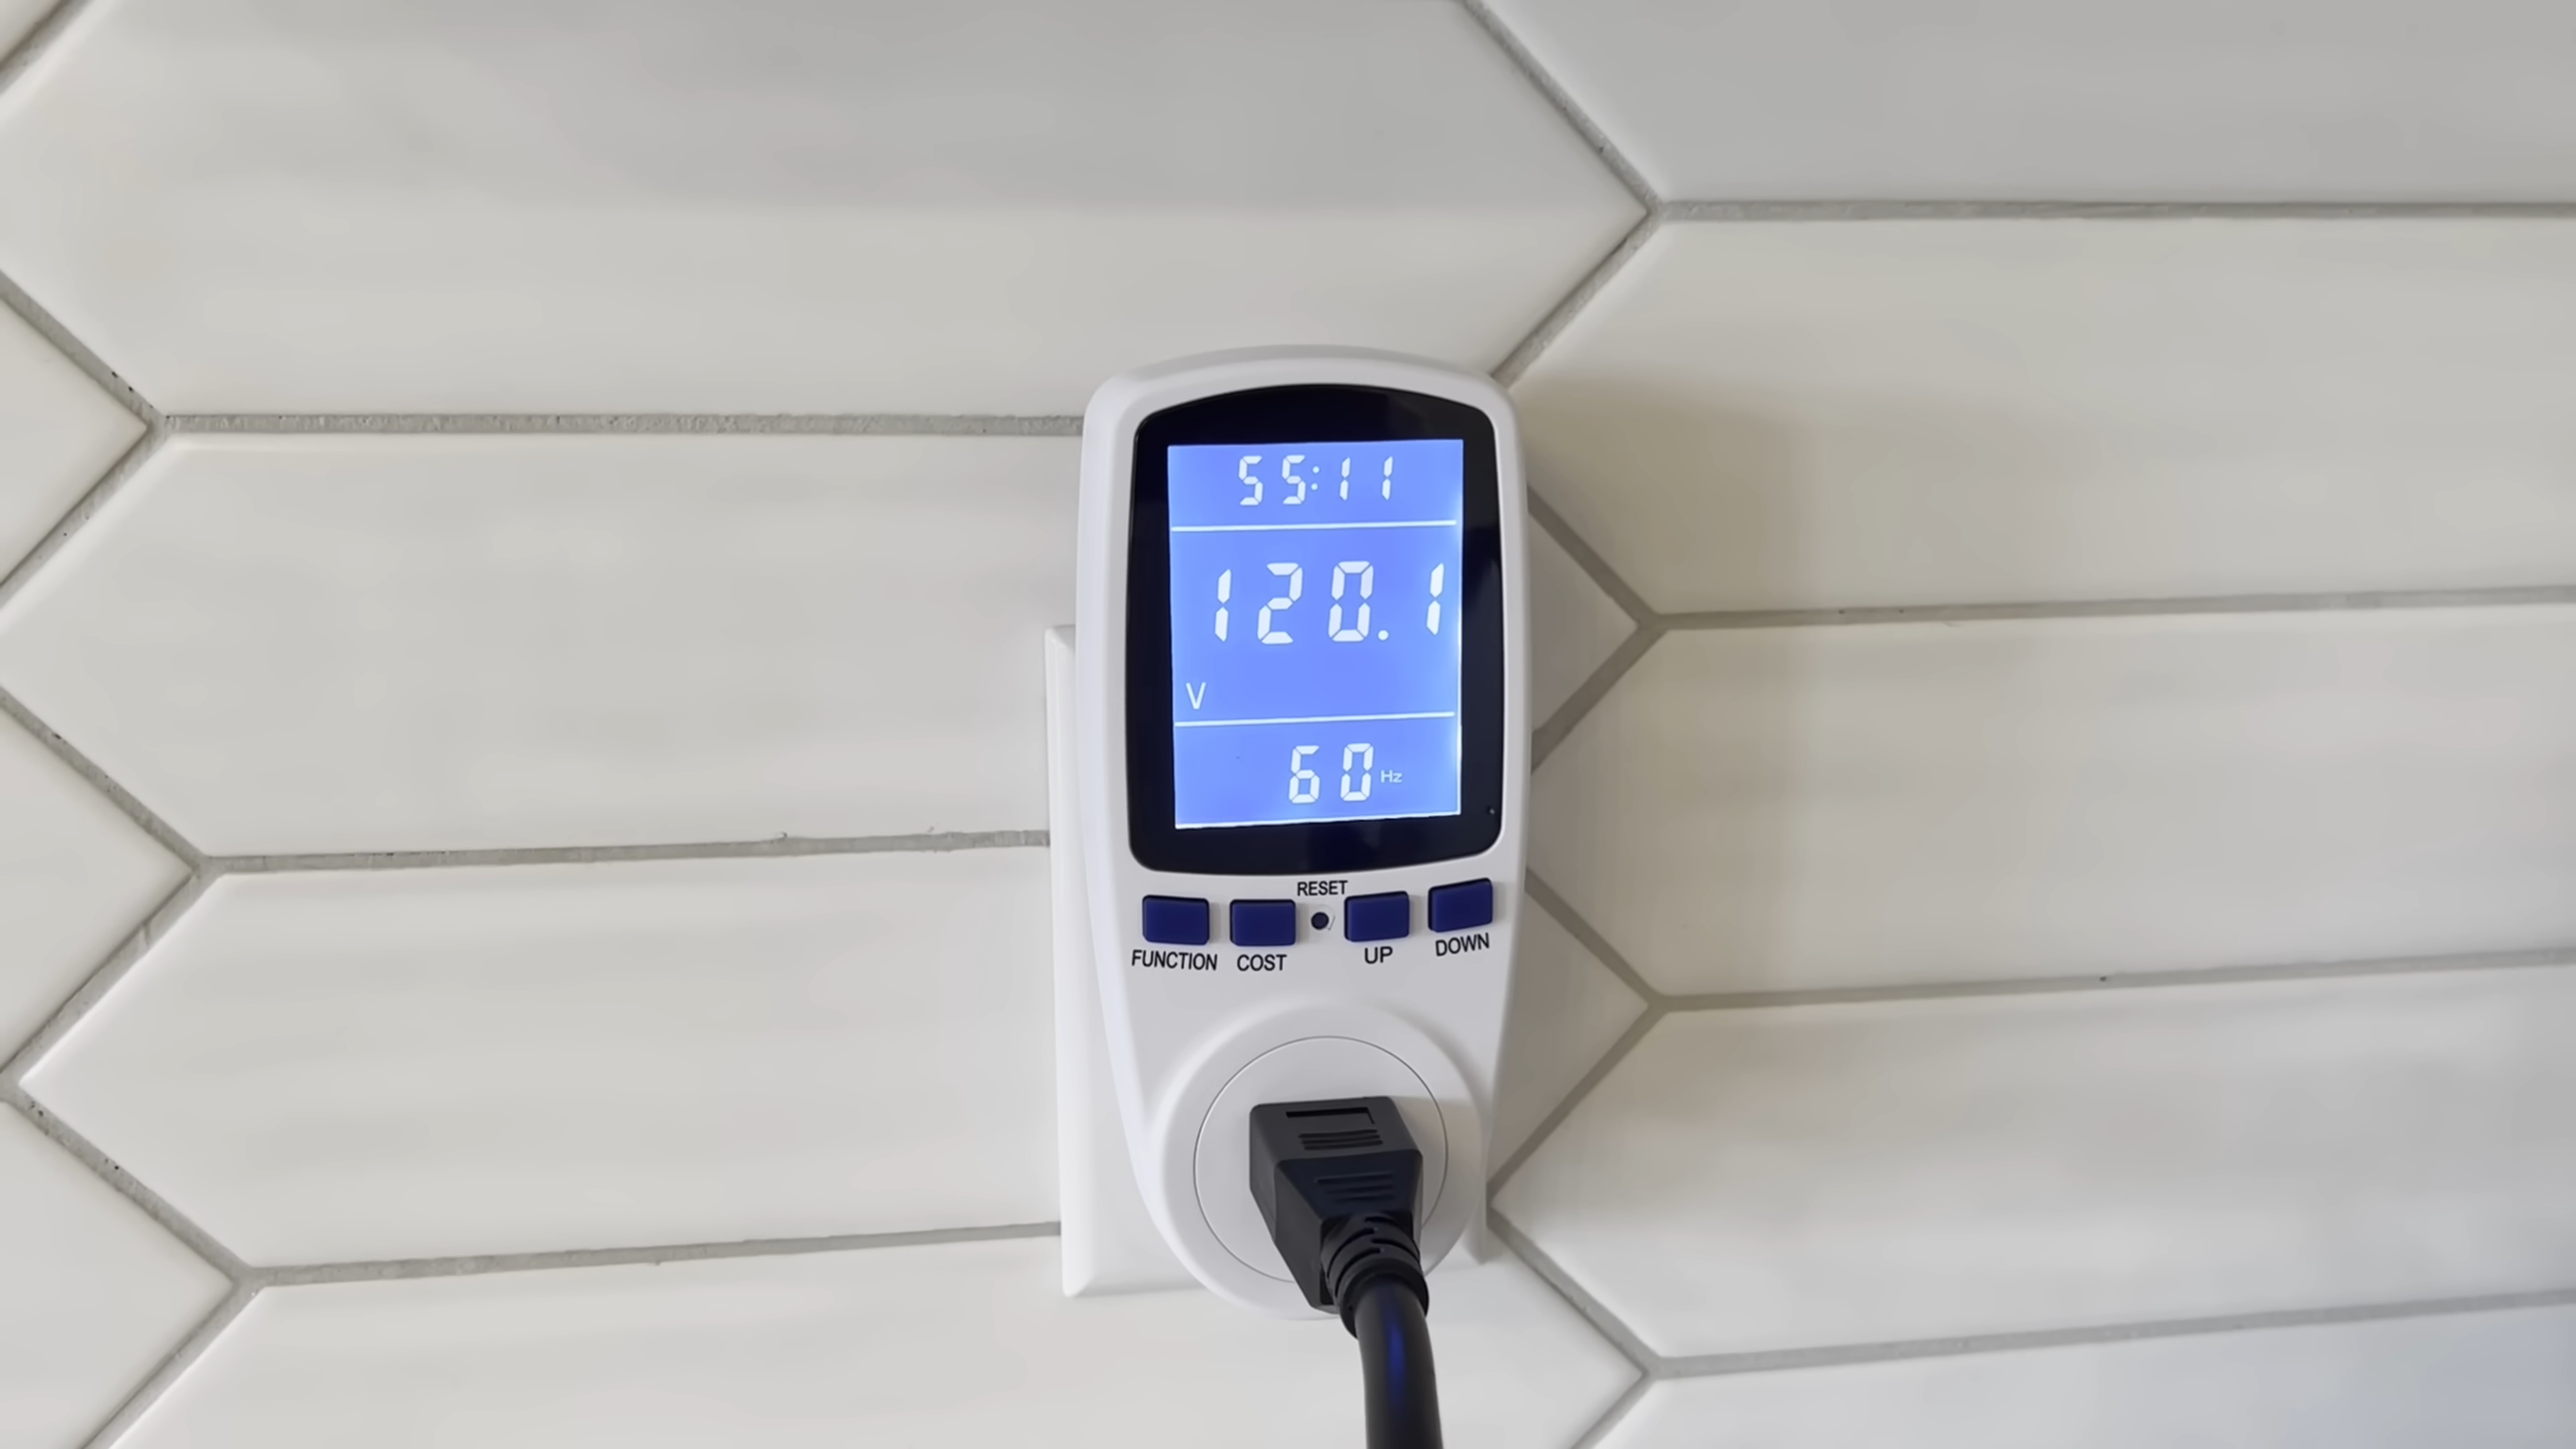 55:11
120.1
V
60 Hz
RESET
FUNCTION COST UP DOWN